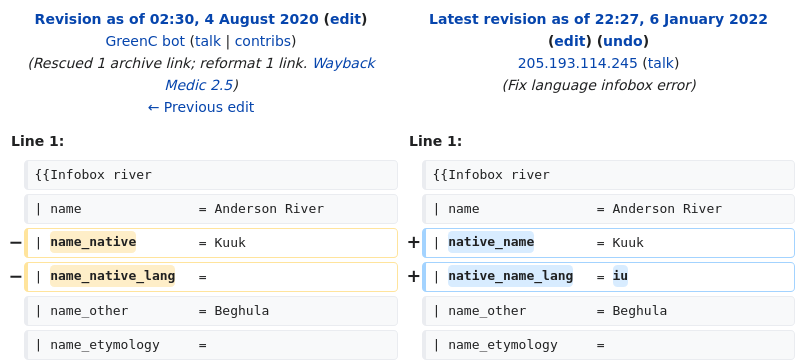 Revision as of 02:30, 4 August 2020 (edit)
GreenC bot (talk | contribs)
(Rescued 1 archive link; reformat 1 link. Wayback
Medic 2.5)
← Previous edit
Latest revision as of 22:27, 6 January 2022
(edit) (undo)
205.193.114.245 (talk)
(Fix language infobox error)
Line 1:
Line 1:
{{Infobox river
{{Infobox river
| name = Anderson River
| name = Anderson River
− | name_native = Kuuk
+ | native_name = Kuuk
− | name_native_lang =
+ | native_name_lang = iu
| name_other = Beghula
| name_other = Beghula
| name_etymology =
| name_etymology =